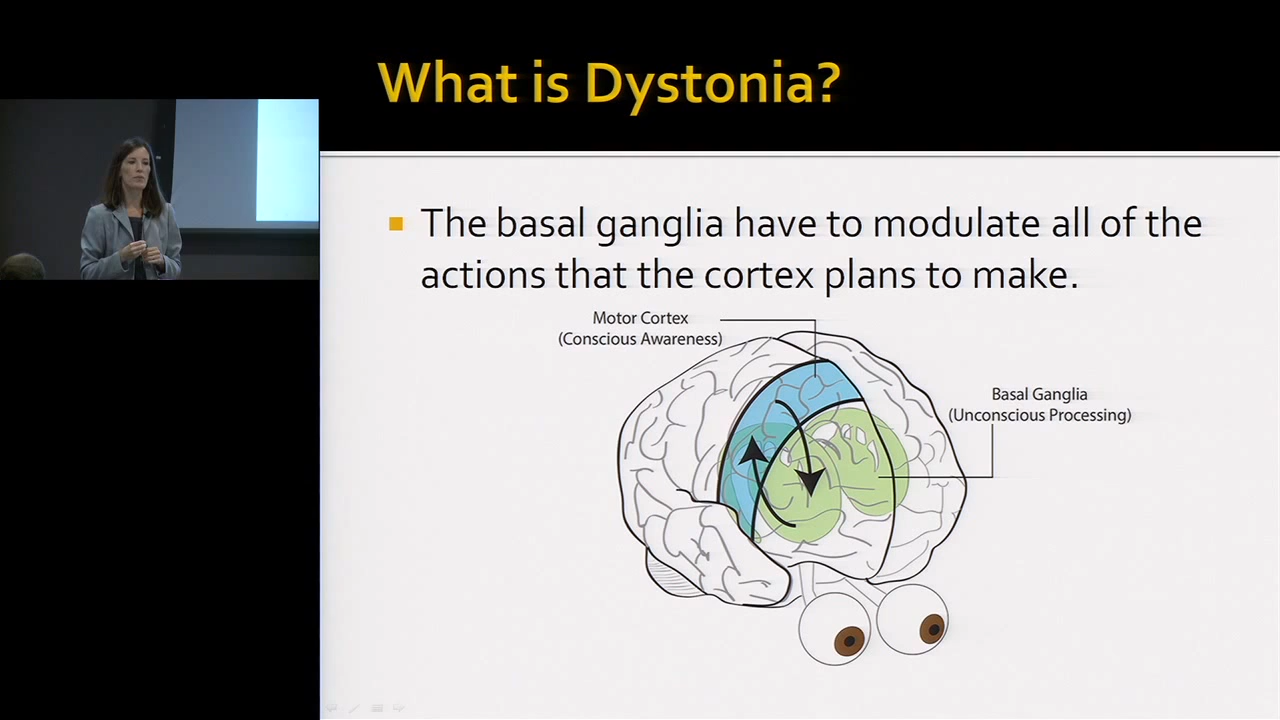 What is Dystonia?
The basal ganglia have to modulate all of the
actions that the cortex plans to make.
Motor Cortex
(Conscious Awareness)
Basal Ganglia
(Unconscious Processing)